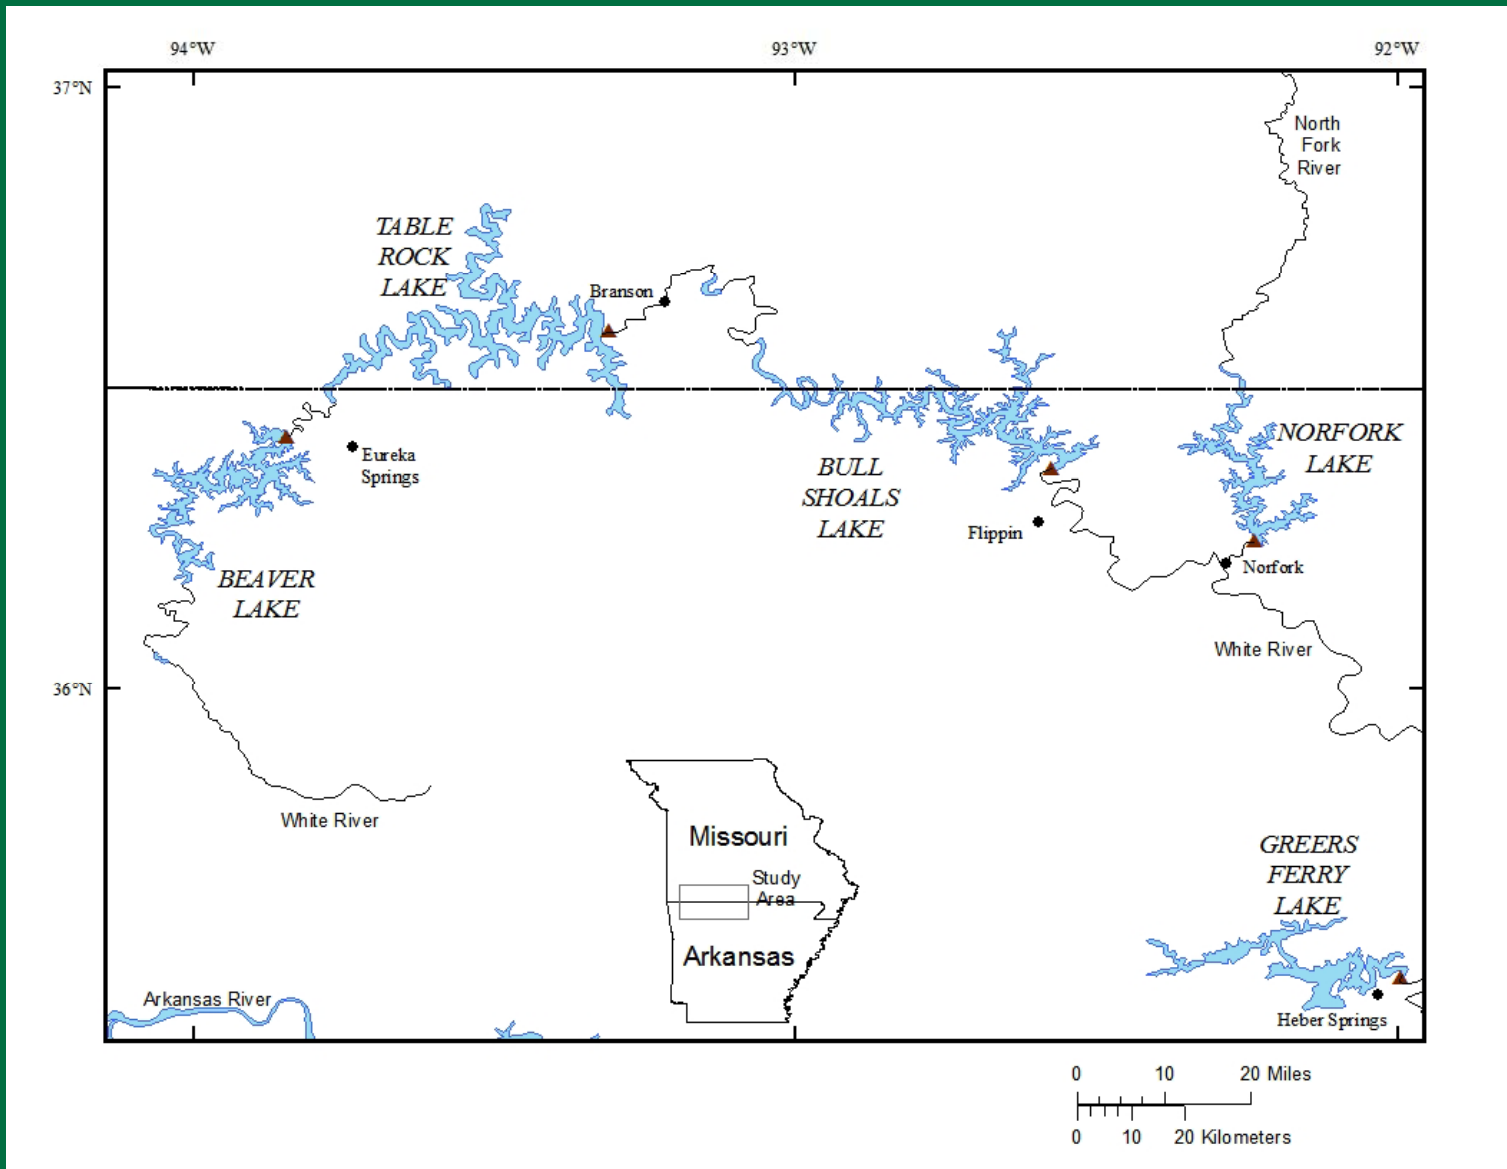 94°W
93°W
92°W
37°N
North
Fork
River
TABLE
ROCK
LAKE
Branson
Eureka
Springs
NORFORK
LAKE
BULL
SHOALS
LAKE
Flippin
Norfork
BEAVER
LAKE
White River
36°N
White River
Missouri
Study
Area
Arkansas
GREERS
FERRY
LAKE
Arkansas River
Heber Springs
0 10 20 Miles
0 10 20 Kilometers